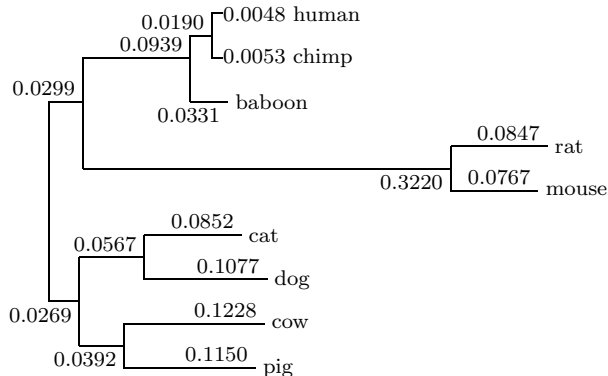 0.0048 human
0.0190
0.0939
0.0053 chimp
0.0299
baboon
0.0331
0.0847
rat
0.3220
0.0767
mouse
0.0852
cat
0.0567
0.1077
dog
0.0269
0.1228
cow
0.0392
0.1150
pig